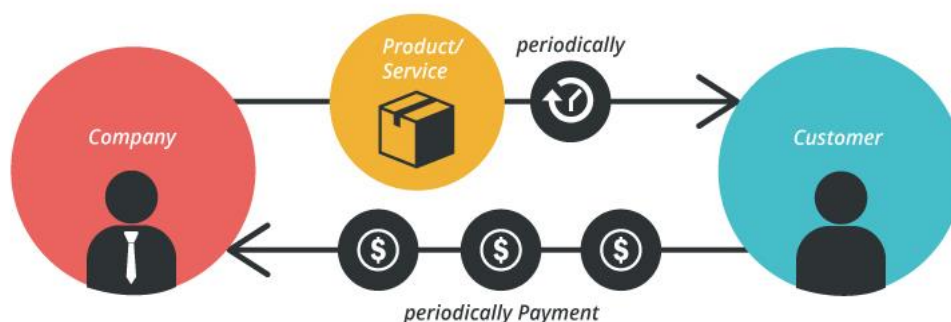 Product/
Service
periodically
Company
Customer
$ $ $
periodically Payment